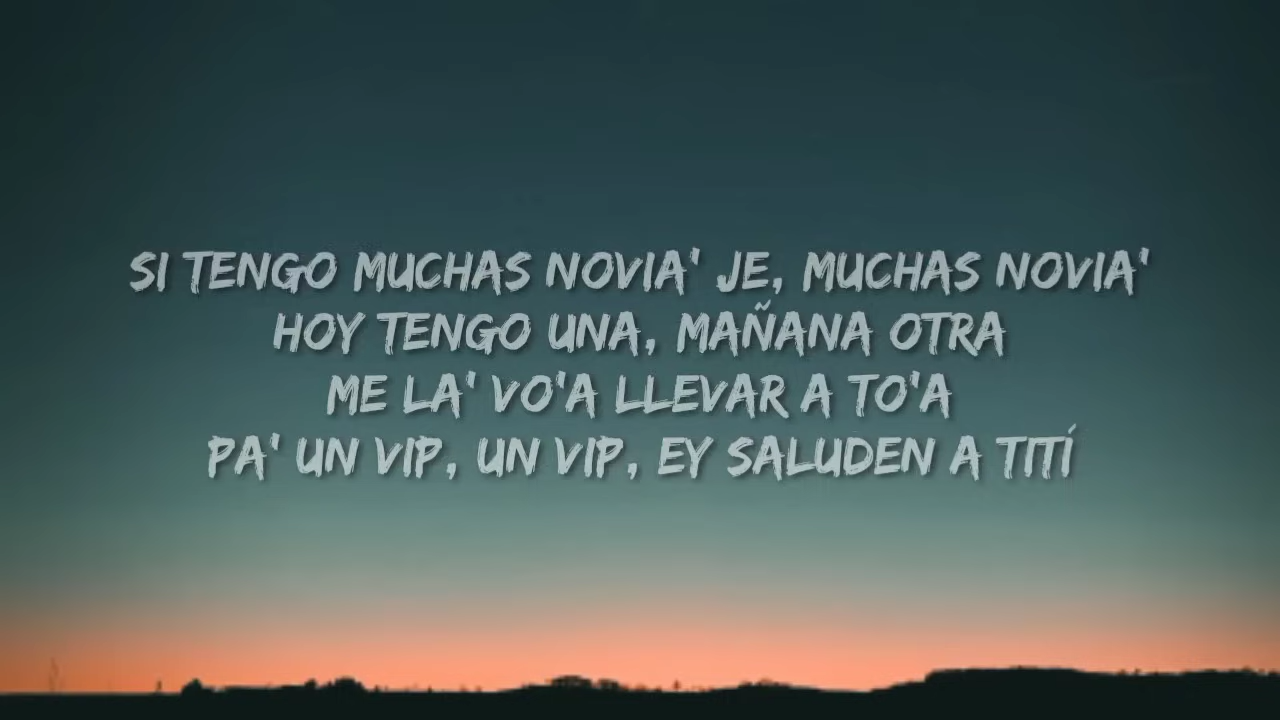 SI TENGO MUCHAS NOVIA' JE, MUCHAS NOVIA'
HOY TENGO UNA, MAÑANA OTRA
ME LA' VO'A LLEVAR A TO'A
PA' UN VIP, UN VIP, EY SALUDEN A TITÍ